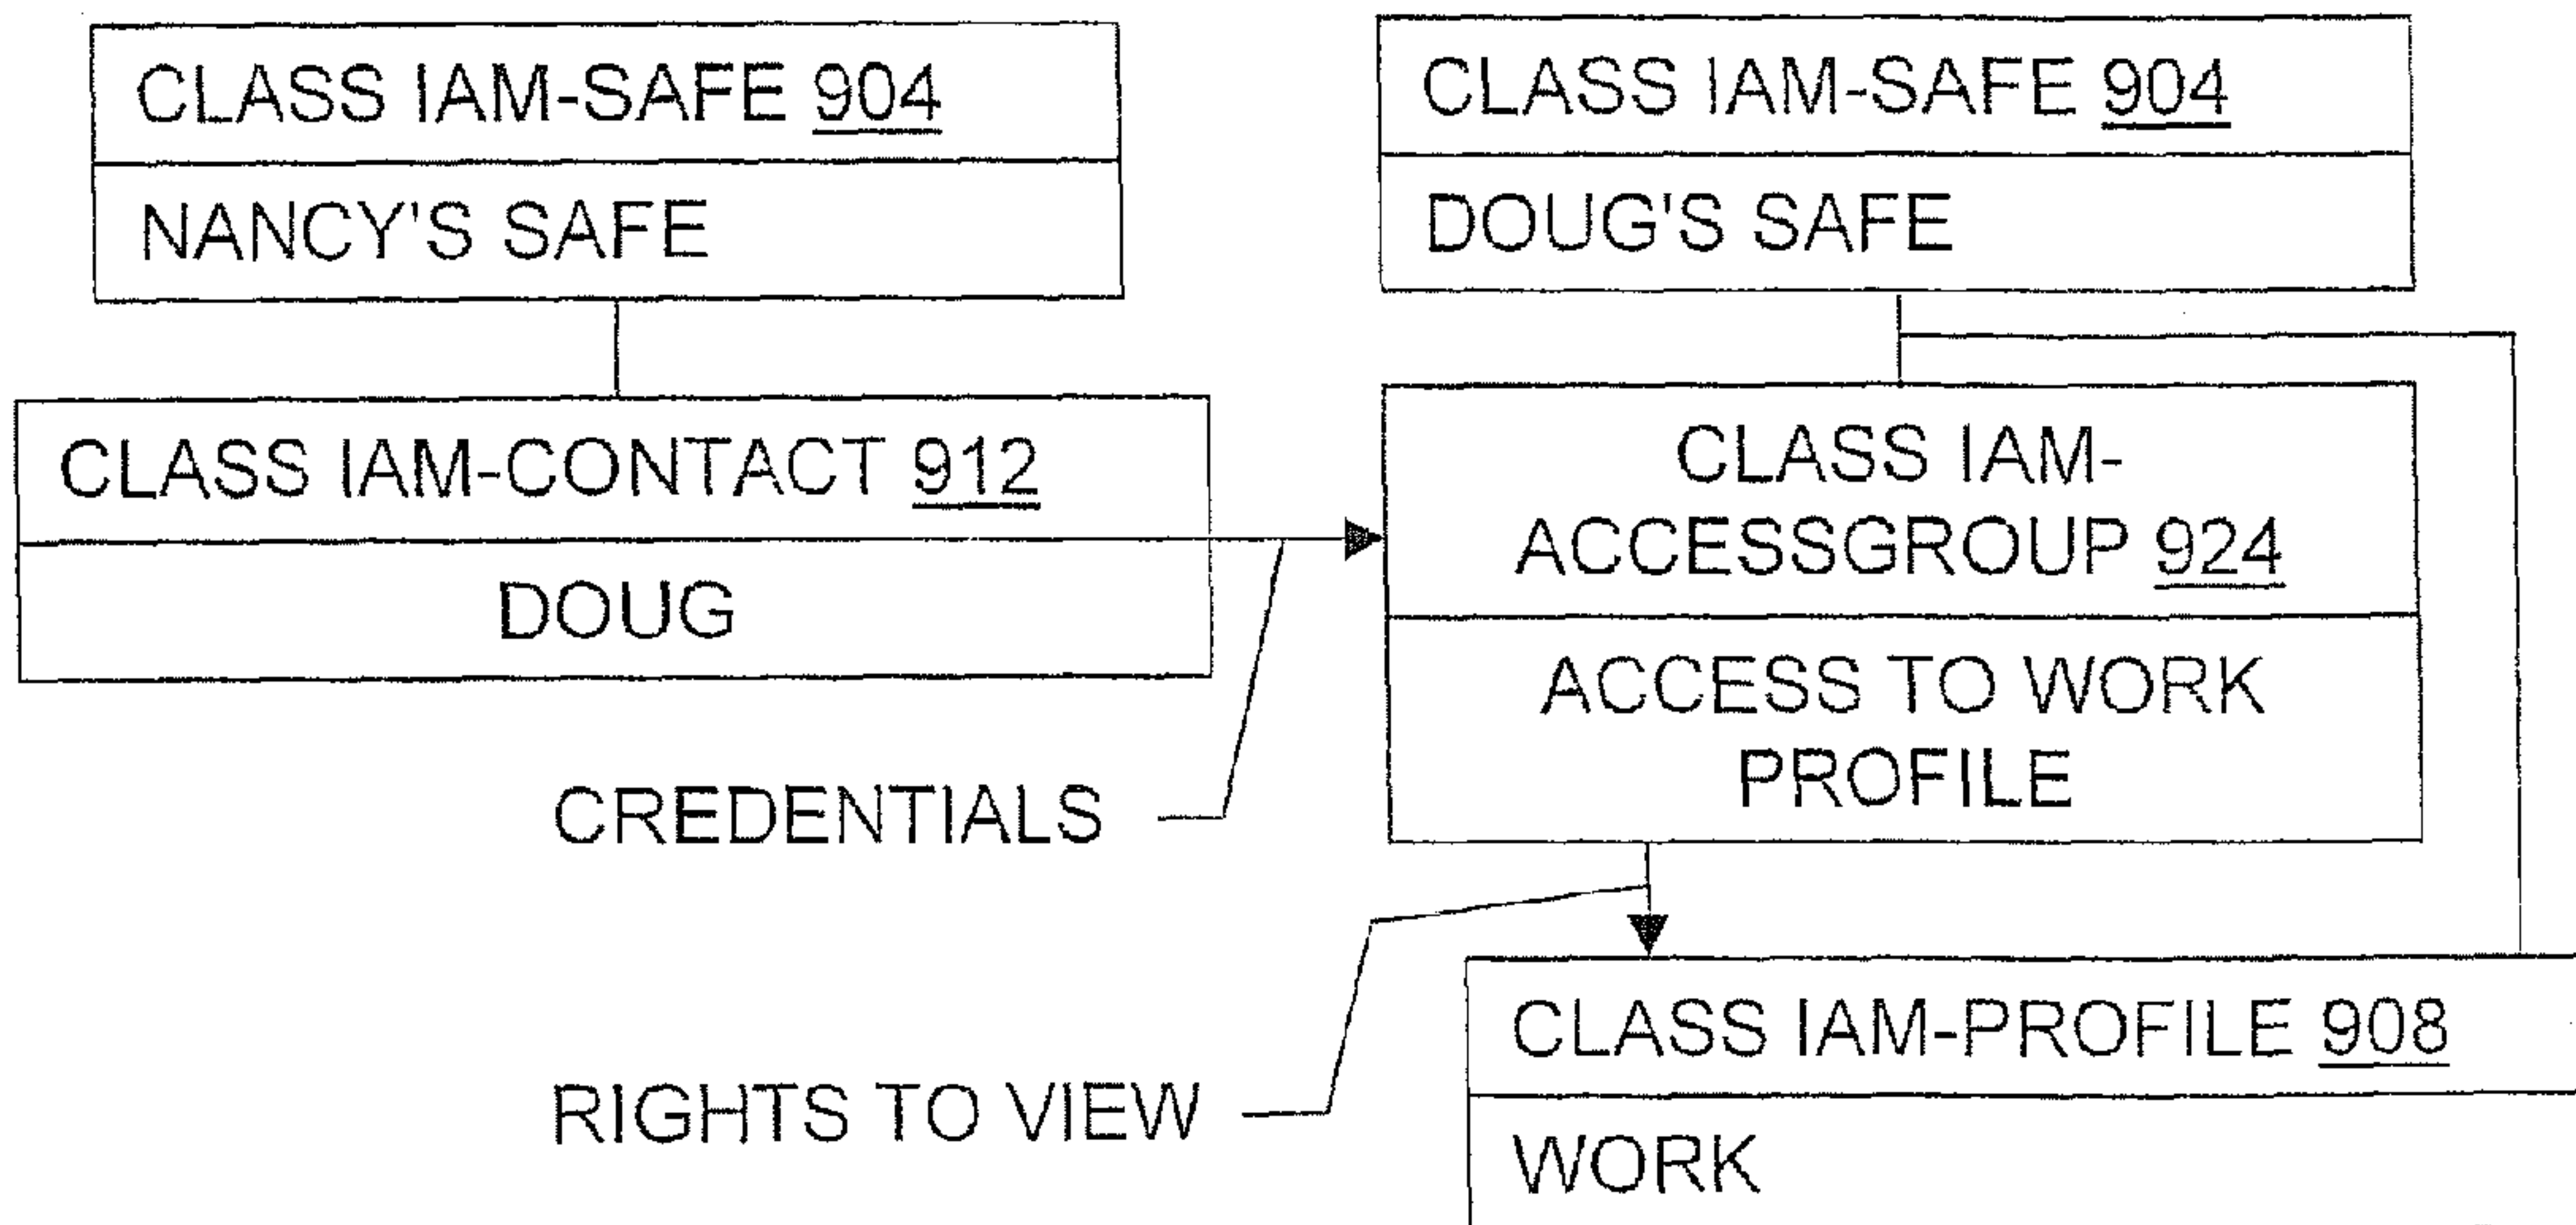 CLASS IAM-SAFE 904
NANCY'S SAFE
CLASS IAM-SAFE 904
DOUG'S SAFE
CLASS IAM-CONTACT 912
DOUG
CLASS IAM-
ACCESSGROUP 924
ACCESS TO WORK
PROFILE
CREDENTIALS
RIGHTS TO VIEW
CLASS IAM-PROFILE 908
WORK